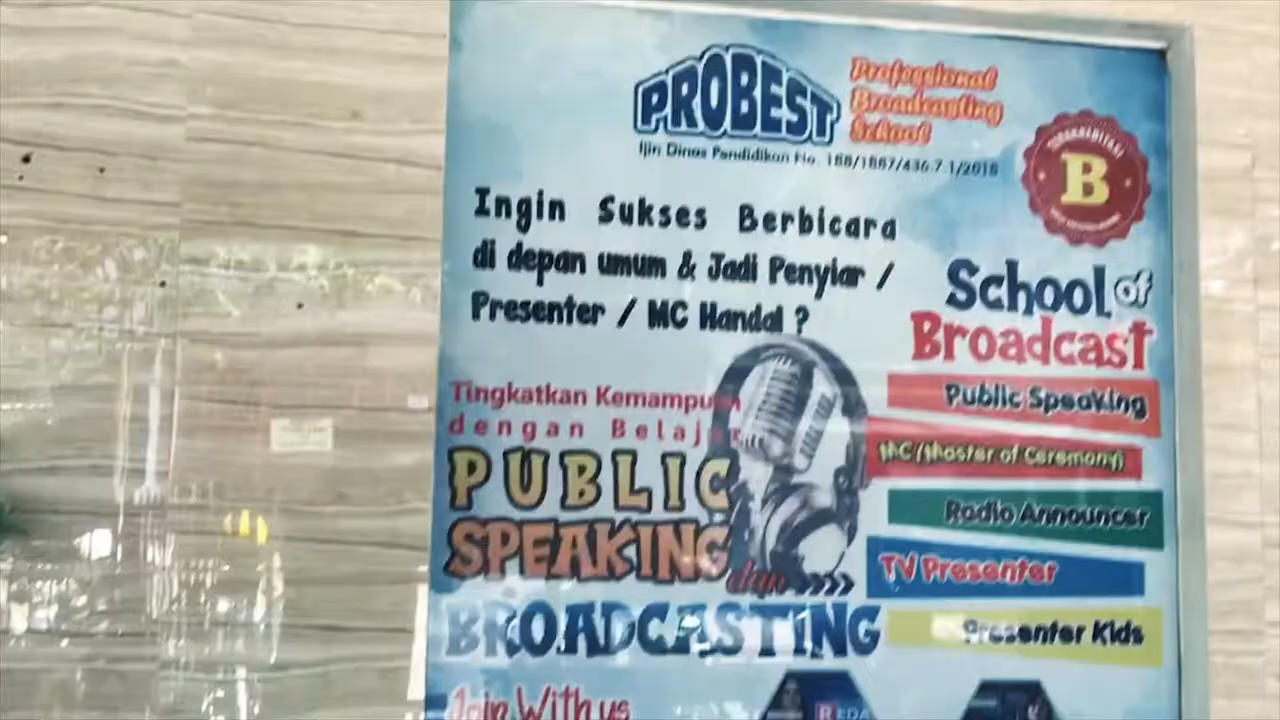 PROBEST
Professional
Broadcasting
School
Ijin Dinas Pendidikan No. 188/1887/436.7.1/2018
TERAKREDITASI
B
Ingin Sukses Berbicara
di depan umum & Jadi Penyiar /
Presenter / MC Handal ?
School of
Broadcast
Public Speaking
MC (Master of Ceremony)
Radio Announcer
TV Presenter
Presenter Kids
Tingkatkan Kemampuan
dengan Belajar
PUBLIC
SPEAKING
dan
BROADCASTING
Join With us